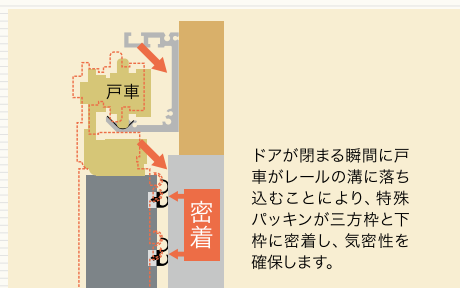 戸車
ドアが閉まる瞬間に戸
車がレールの溝に落ち
込むことにより、特殊
パッキンが三方枠と下
枠に密着し、気密性を
確保します。
密着